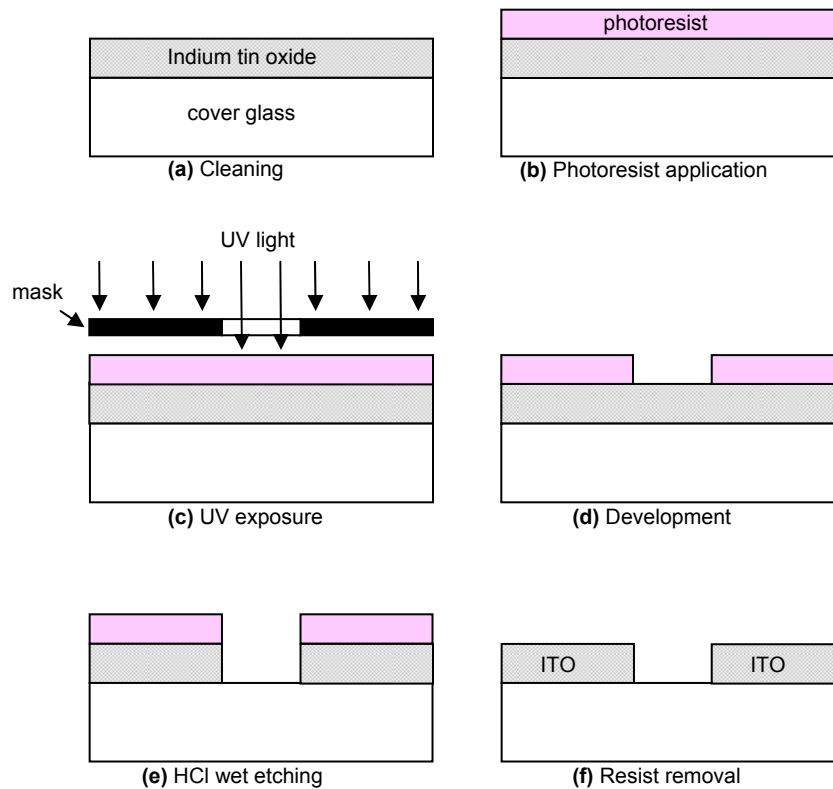 Indium tin oxide
cover glass
(a) Cleaning
photoresist
(b) Photoresist application
UV light
mask
(c) UV exposure
(d) Development
(e) HCl wet etching
ITO ITO
(f) Resist removal